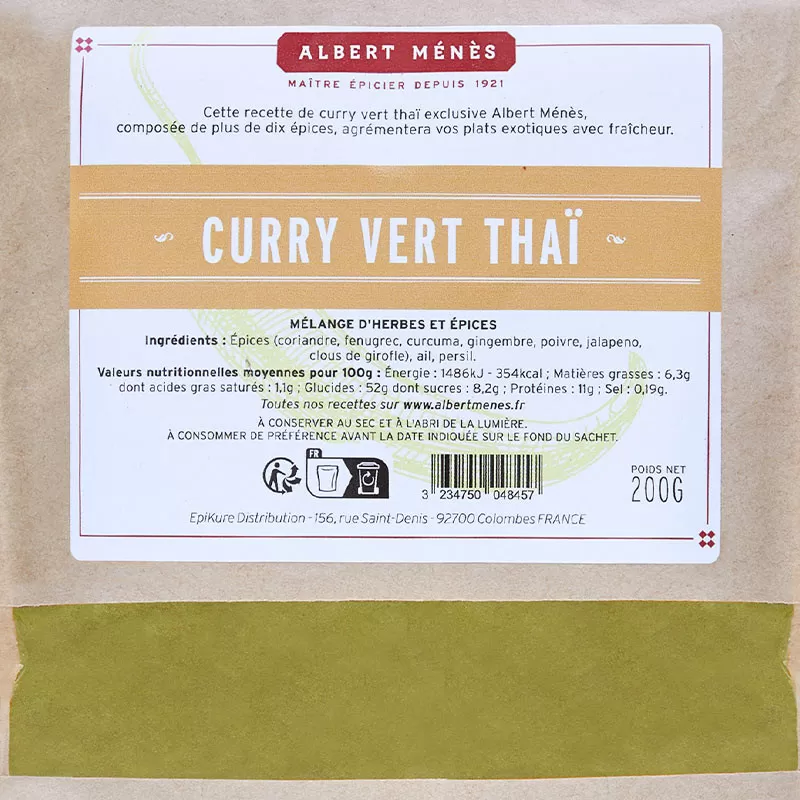 ALBERT MÉNÈS
MAÎTRE ÉPICIER DEPUIS 1921
Cette recette de curry vert thaï exclusive Albert Ménès,
composée de plus de dix épices, agrémentera vos plats exotiques avec fraîcheur.
CURRY VERT THAÏ
MÉLANGE D'HERBES ET ÉPICES
Ingrédients : Épices (coriandre, fenugrec, curcuma, gingembre, poivre, jalapeno,
clous de girofle), ail, persil.
Valeurs nutritionnelles moyennes pour 100g : Énergie : 1486kJ - 354kcal ; Matières grasses : 6,3g
dont acides gras saturés : 1,1g ; Glucides : 52g dont sucres : 8,2g ; Protéines : 11g ; Sel : 0,19g.
Toutes nos recettes sur www.albertmenes.fr
À CONSERVER AU SEC ET À L'ABRI DE LA LUMIÈRE.
À CONSOMMER DE PRÉFÉRENCE AVANT LA DATE INDIQUÉE SUR LE FOND DU SACHET.
FR
3 234750 048457
POIDS NET
200G
EpiKure Distribution - 156, rue Saint-Denis - 92700 Colombes FRANCE